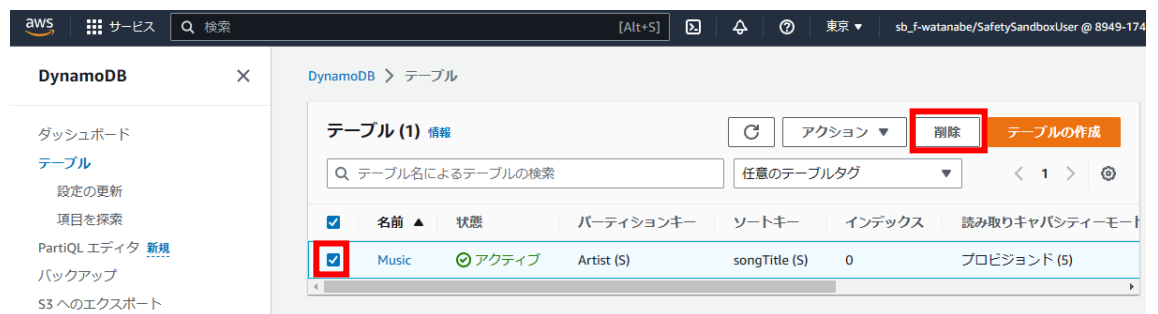 aws サービス 検索 [Alt+S] 東京 ▼ sb_f-watanabe/SafetySandboxUser @ 8949-174
DynamoDB
DynamoDB > テーブル
ダッシュボード
テーブル
設定の更新
項目を探索
PartiQL エディタ 新規
バックアップ
S3 へのエクスポート
テーブル (1) 情報 アクション ▼ 削除 テーブルの作成
テーブル名によるテーブルの検索 任意のテーブルタグ ▼ < 1 >
名前 ▲ 状態 パーティションキー ソートキー インデックス 読み取りキャパシティーモード
Music アクティブ Artist (S) songTitle (S) 0 プロビジョンド (5)